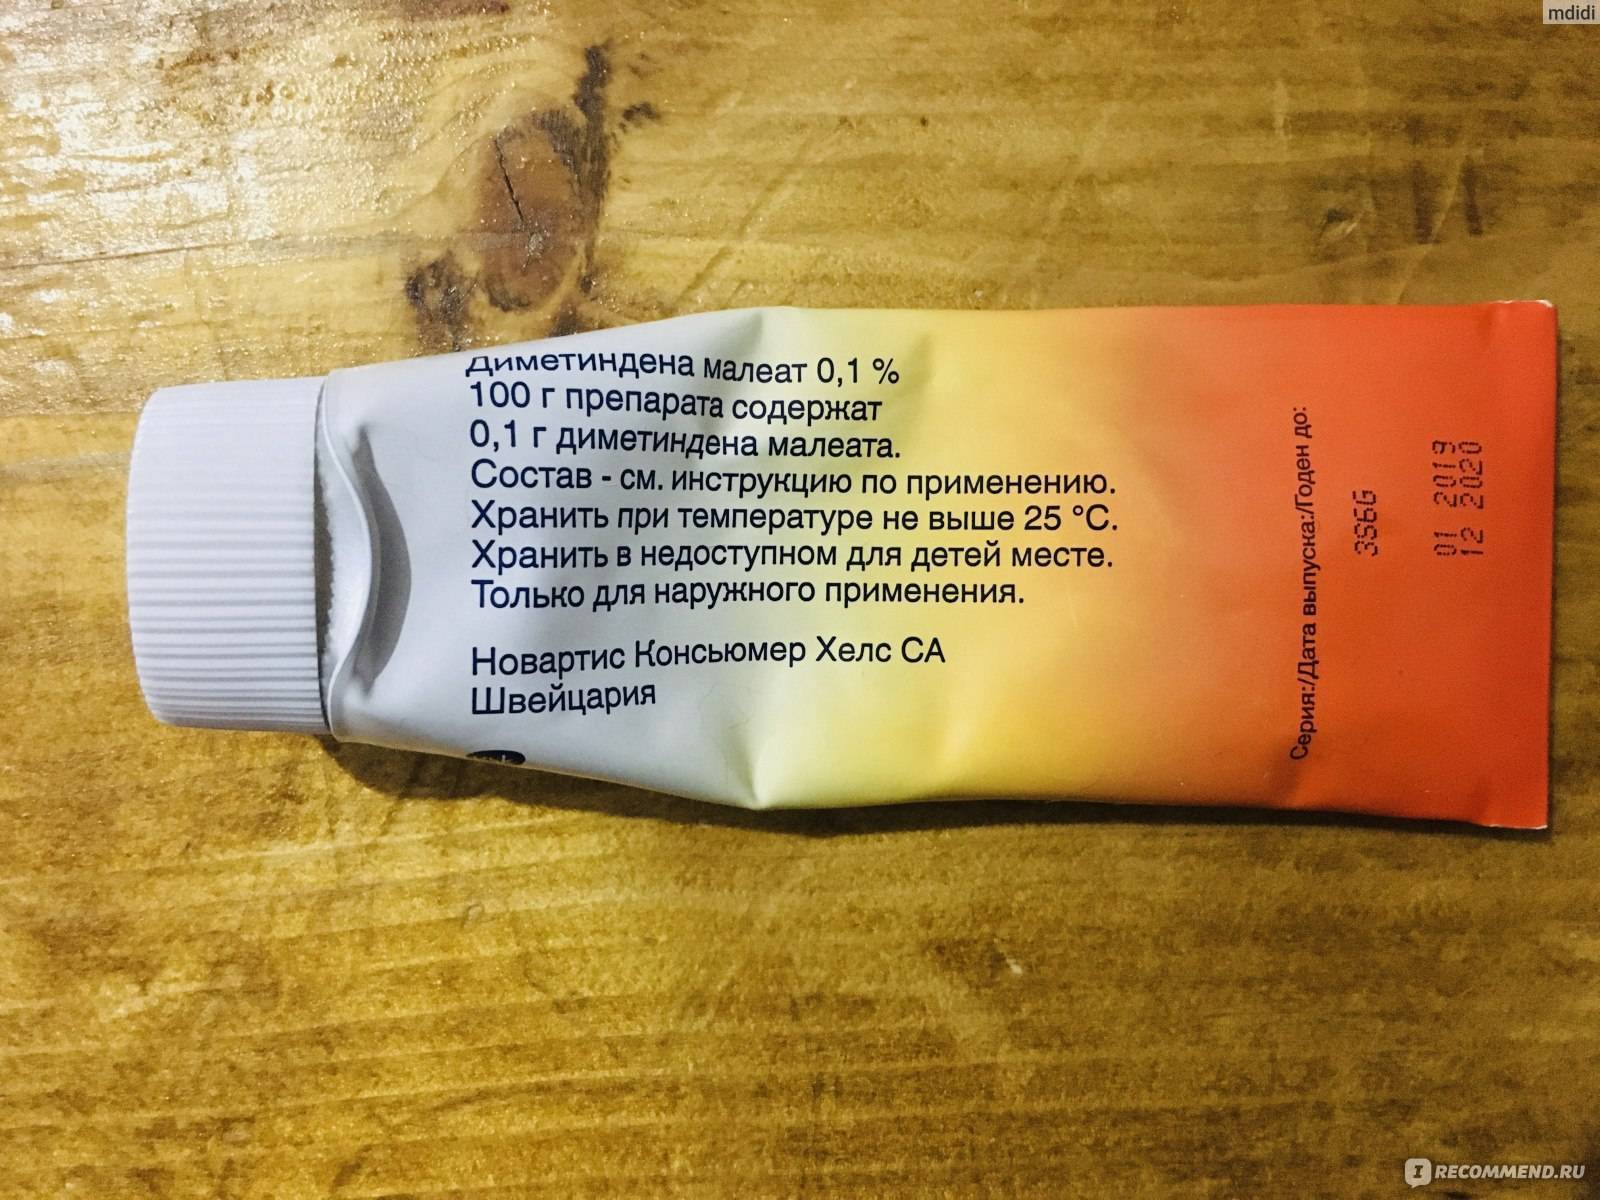 mdidi
Диметиндена малеат 0,1 %
100 г препарата содержат
0,1 г диметиндена малеата.
Состав - см. инструкцию по применению.
Хранить при температуре не выше 25 °C.
Хранить в недоступном для детей месте.
Только для наружного применения.
Новартис Консьюмер Хелс СА
Швейцария
Серия:/Дата выпуска:/Годен до:
01 2019
12 2020
IRECOMMEND.RU